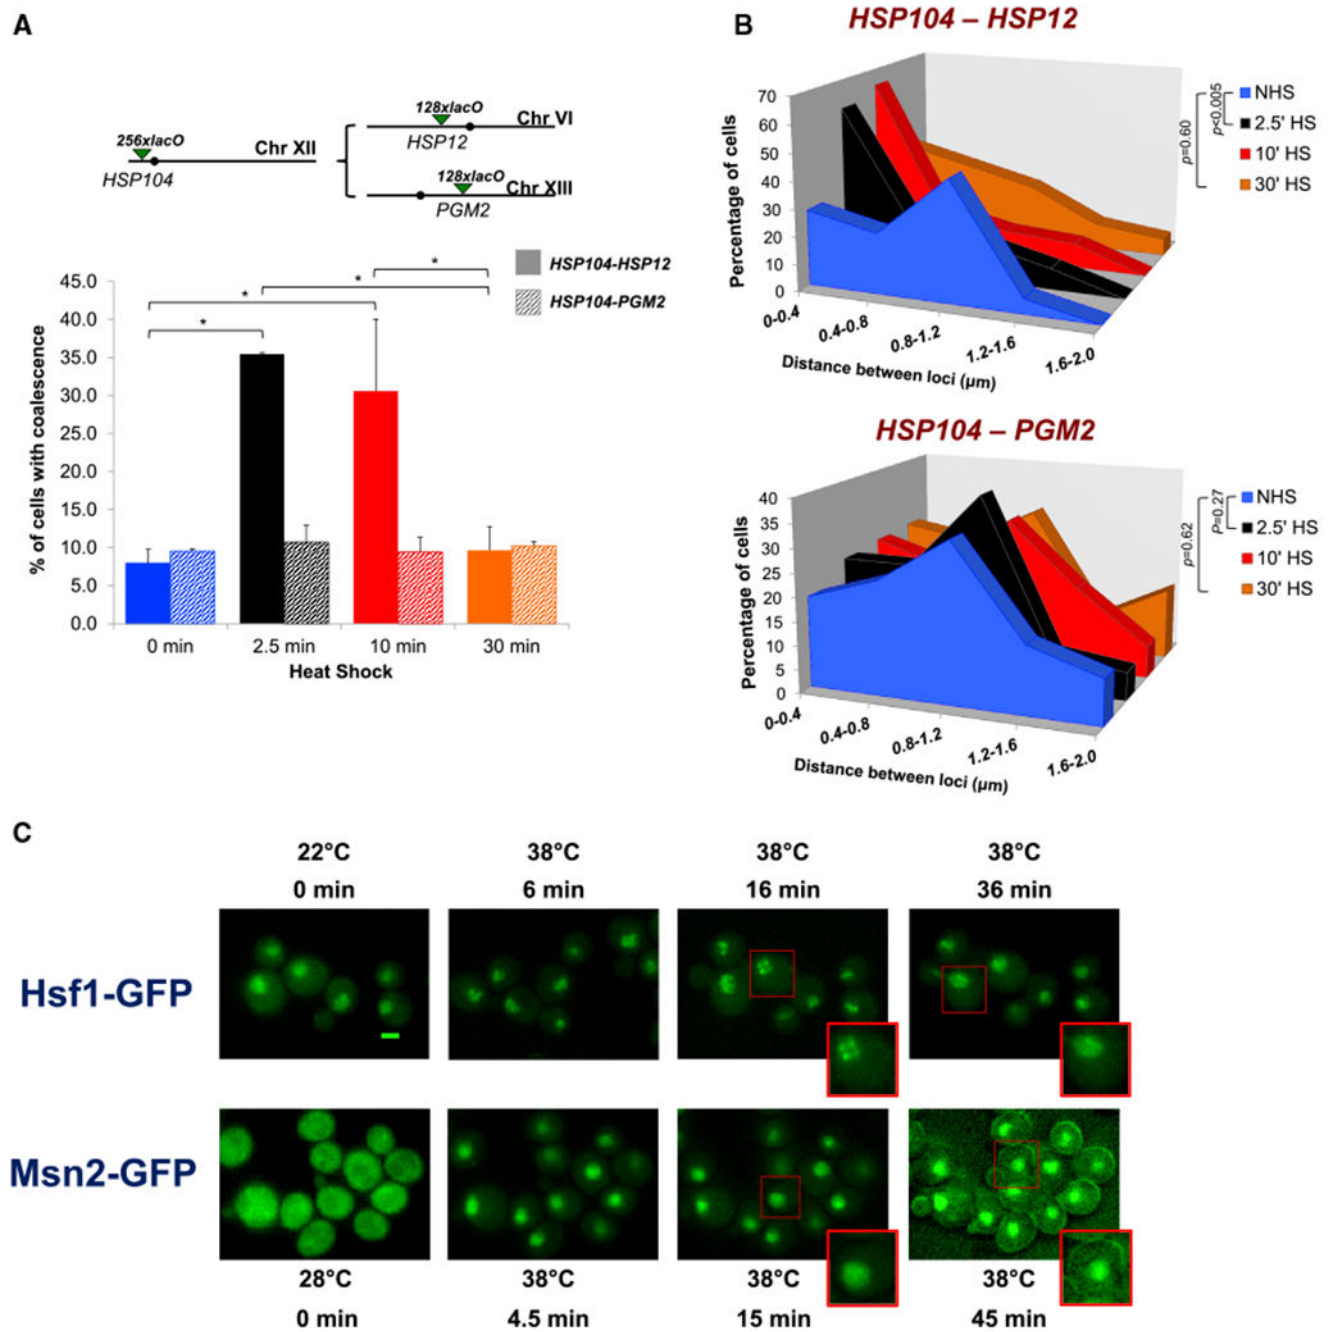 A
256xlacO
Chr XII
HSP104
128xlacO
Chr VI
HSP12
128xlacO
Chr XIII
PGM2
HSP104-HSP12
HSP104-PGM2
% of cells with coalescence
45.0
40.0
35.0
30.0
25.0
20.0
15.0
10.0
5.0
0.0
*
*
*
*
0 min
2.5 min
10 min
30 min
Heat Shock
B
HSP104 – HSP12
Percentage of cells
70
60
50
40
30
20
10
0
0-0.4
0.4-0.8
0.8-1.2
1.2-1.6
1.6-2.0
Distance between loci (µm)
p=0.60
p<0.005
NHS
2.5' HS
10' HS
30' HS
HSP104 – PGM2
Percentage of cells
40
35
30
25
20
15
10
5
0
0-0.4
0.4-0.8
0.8-1.2
1.2-1.6
1.6-2.0
Distance between loci (µm)
p=0.62
P=0.27
NHS
2.5' HS
10' HS
30' HS
C
22°C
0 min
38°C
6 min
38°C
16 min
38°C
36 min
Hsf1-GFP
Msn2-GFP
28°C
0 min
38°C
4.5 min
38°C
15 min
38°C
45 min